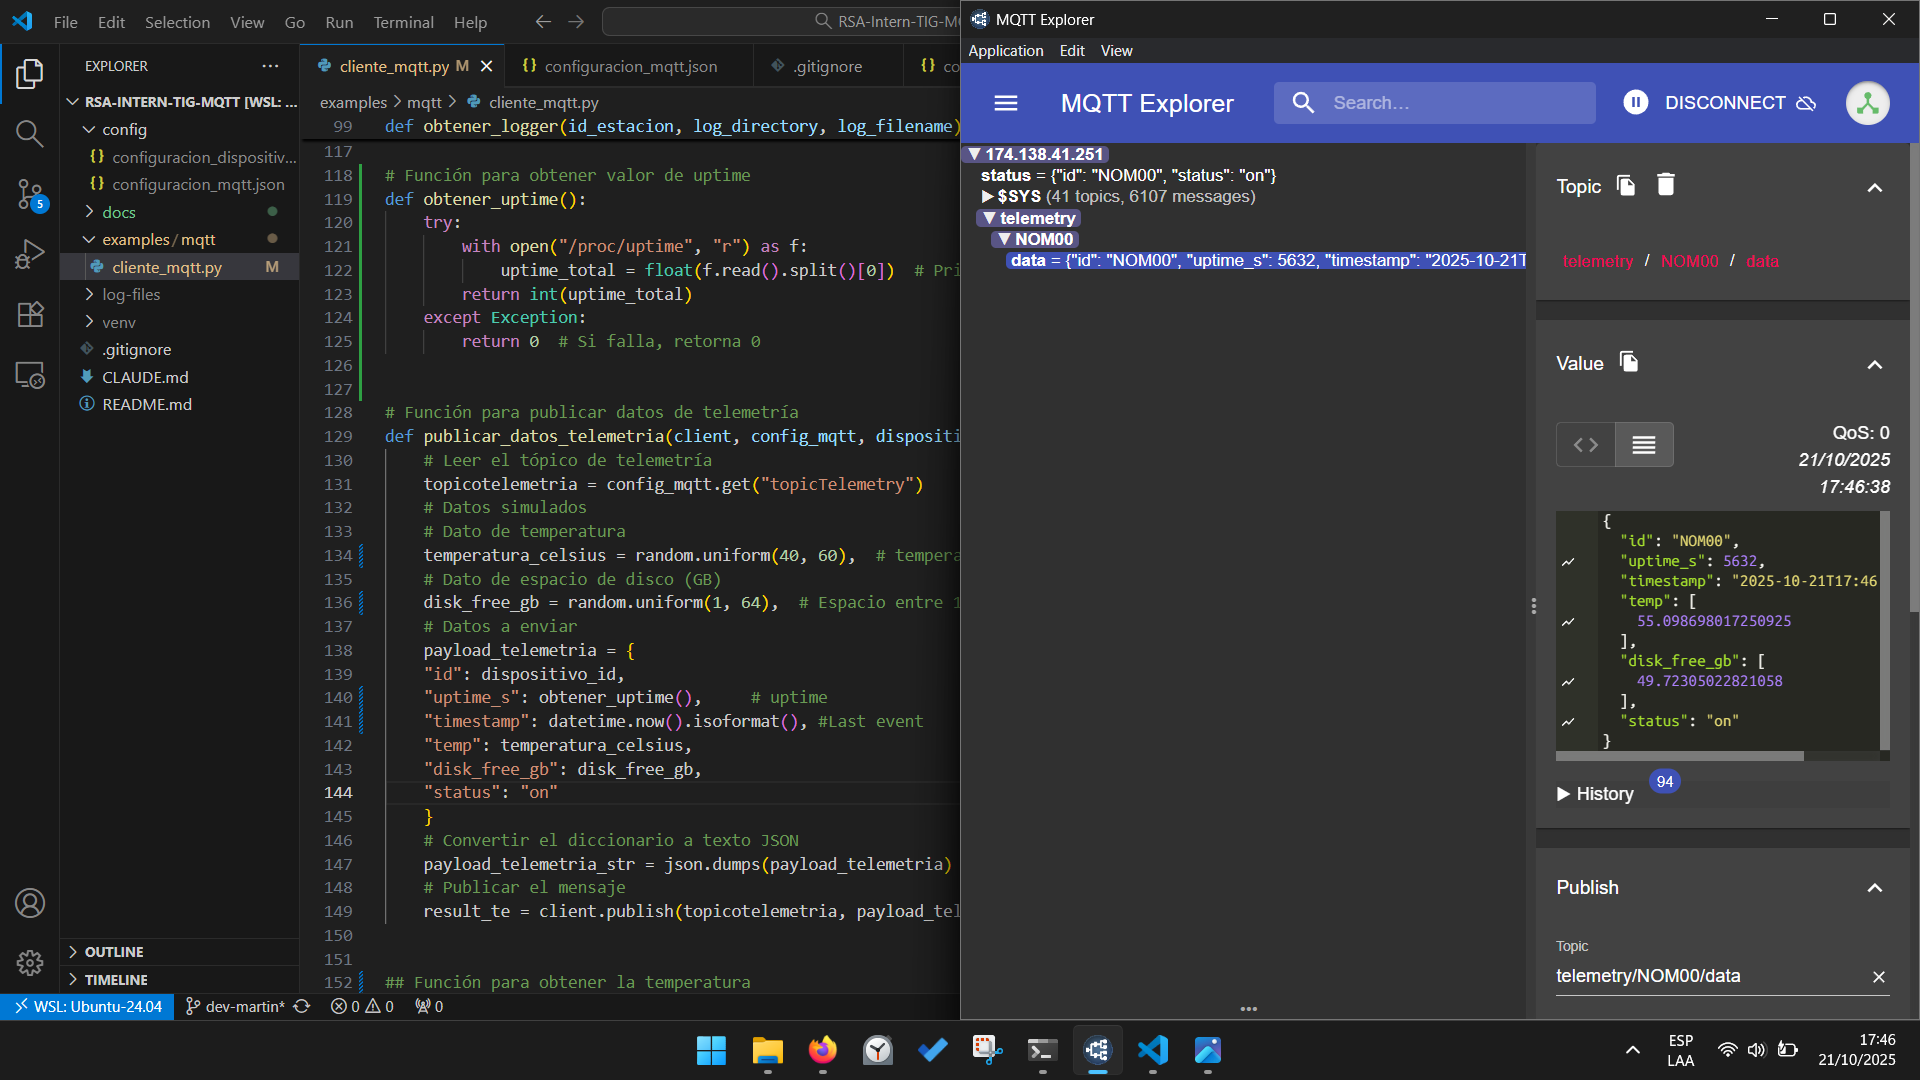 File Edit Selection View Go Run Terminal Help
RSA-Intern-TIG-M
EXPLORER
RSA-INTERN-TIG-MQTT [WSL: ...
config
configuracion_dispositiv...
configuracion_mqtt.json
docs
examples / mqtt
cliente_mqtt.py M
log-files
venv
.gitignore
CLAUDE.md
README.md
OUTLINE
TIMELINE
5
cliente_mqtt.py M
configuracion_mqtt.json
.gitignore
co
examples > mqtt > cliente_mqtt.py
99 def obtener_logger(id_estacion, log_directory, log_filename)
117
118 # Función para obtener valor de uptime
119 def obtener_uptime():
120 try:
121 with open("/proc/uptime", "r") as f:
122 uptime_total = float(f.read().split()[0]) # Pri
123 return int(uptime_total)
124 except Exception:
125 return 0 # Si falla, retorna 0
126
127
128 # Función para publicar datos de telemetría
129 def publicar_datos_telemetria(client, config_mqtt, dispositi
130 # Leer el tópico de telemetría
131 topicotelemetria = config_mqtt.get("topicTelemetry")
132 # Datos simulados
133 # Dato de temperatura
134 temperatura_celsius = random.uniform(40, 60), # tempera
135 # Dato de espacio de disco (GB)
136 disk_free_gb = random.uniform(1, 64), # Espacio entre 1
137 # Datos a enviar
138 payload_telemetria = {
139 "id": dispositivo_id,
140 "uptime_s": obtener_uptime(), # uptime
141 "timestamp": datetime.now().isoformat(), #Last event
142 "temp": temperatura_celsius,
143 "disk_free_gb": disk_free_gb,
144 "status": "on"
145 }
146 # Convertir el diccionario a texto JSON
147 payload_telemetria_str = json.dumps(payload_telemetria)
148 # Publicar el mensaje
149 result_te = client.publish(topicotelemetria, payload_tel
150
151
152 ## Función para obtener la temperatura
WSL: Ubuntu-24.04 dev-martin* 0 0 0
MQTT Explorer
Application Edit View
MQTT Explorer
Search...
DISCONNECT
174.138.41.251
status = {"id": "NOM00", "status": "on"}
$SYS (41 topics, 6107 messages)
telemetry
NOM00
data = {"id": "NOM00", "uptime_s": 5632, "timestamp": "2025-10-21T
Topic
telemetry / NOM00 / data
Value
QoS: 0
21/10/2025
17:46:38
{
"id": "NOM00",
"uptime_s": 5632,
"timestamp": "2025-10-21T17:46
"temp": [
55.098698017250925
],
"disk_free_gb": [
49.72305022821058
],
"status": "on"
}
History 94
Publish
Topic
telemetry/NOM00/data
ESP
LAA
17:46
21/10/2025